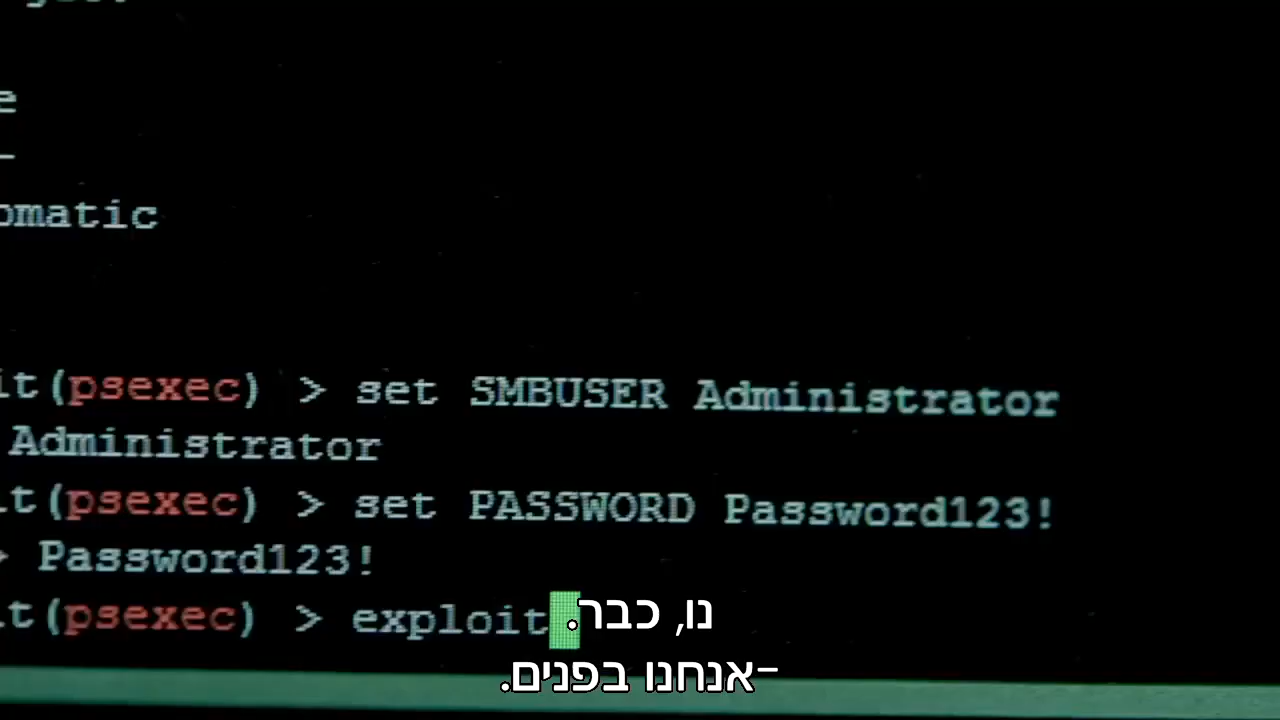 e
-
omatic
it(psexec) > set SMBUSER Administrator
Administrator
it(psexec) > set PASSWORD Password123!
> Password123!
it(psexec) > exploit
נו, כבר.
-אנחנו בפנים.